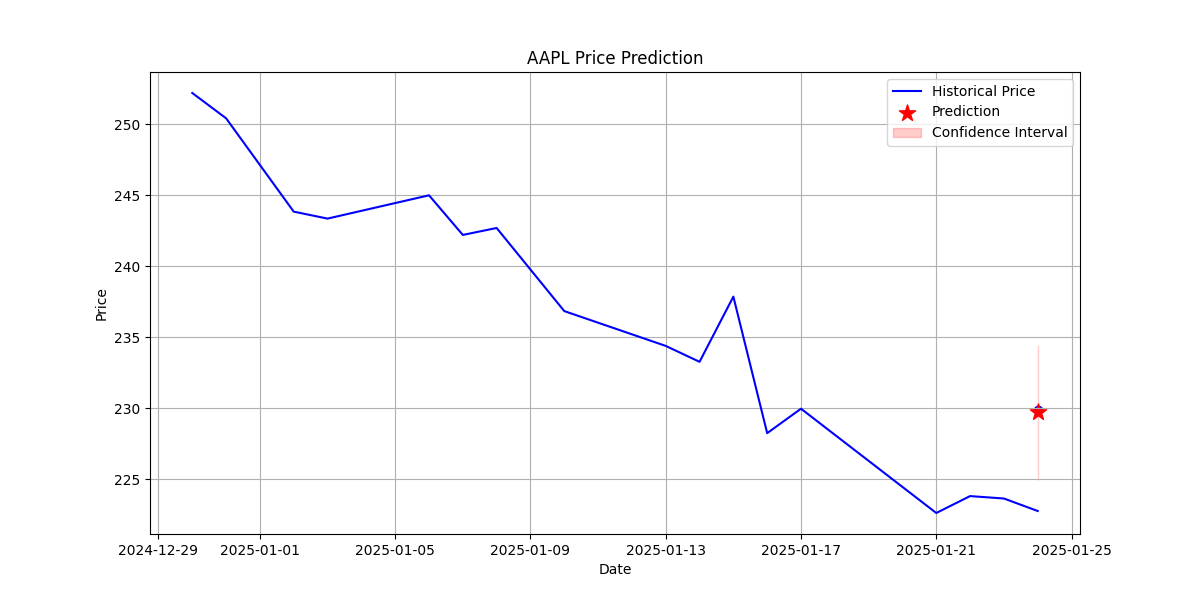 AAPL Price Prediction
Historical Price
Prediction
Confidence Interval
Price
250
245
240
235
230
225
2024-12-29 2025-01-01 2025-01-05 2025-01-09 2025-01-13 2025-01-17 2025-01-21 2025-01-25
Date